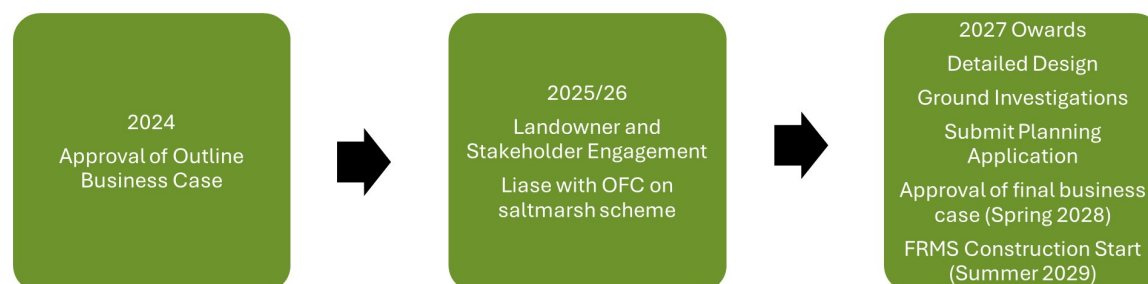 2024
Approval of Outline
Business Case
2025/26
Landowner and
Stakeholder Engagement
Liase with OFC on
saltmarsh scheme
2027 Owards
Detailed Design
Ground Investigations
Submit Planning
Application
Approval of final business
case (Spring 2028)
FRMS Construction Start
(Summer 2029)